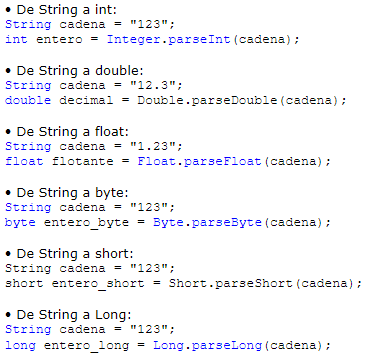 • De String a int:
String cadena = "123";
int entero = Integer.parseInt(cadena);
• De String a double:
String cadena = "12.3";
double decimal = Double.parseDouble(cadena);
• De String a float:
String cadena = "1.23";
float flotante = Float.parseFloat(cadena);
• De String a byte:
String cadena = "123";
byte entero_byte = Byte.parseByte(cadena);
• De String a short:
String cadena = "123";
short entero_short = Short.parseShort(cadena);
• De String a Long:
String cadena = "123";
long entero_long = Long.parseLong(cadena);